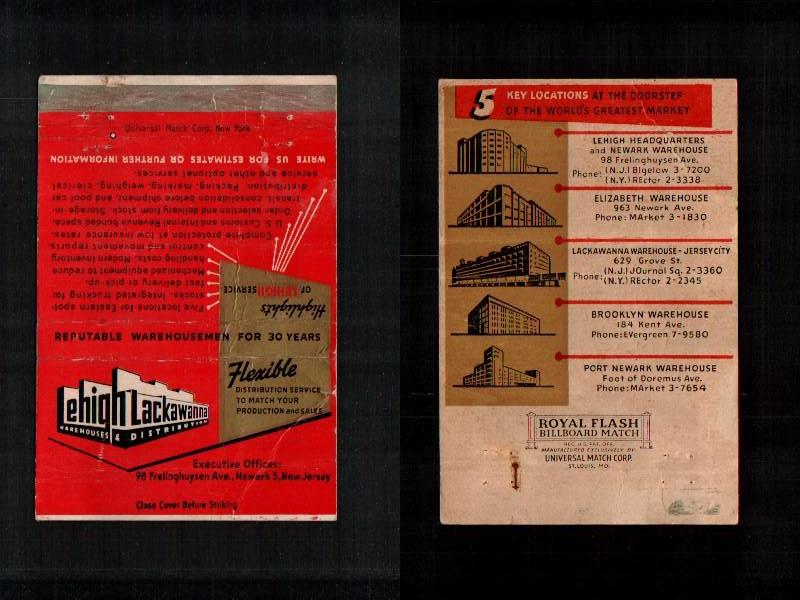 Universal Match Corp., New York
WRITE US FOR ESTIMATES OR FURTHER INFORMATION
Five locations for Eastern spot-
stocks. Integrated trucking for
fast delivery or pick-up.
Mechanized equipment to reduce
handling costs. Modern inventory
control and movement reports.
Complete protection at low insurance rates.
U.S. Customs and Internal Revenue bonded space.
Order selection and delivery from stock. Storage-in-
transit, consolidation before shipment, and pool car
distribution. Packing, marking, weighing, clerical
service and other optional services.
Highlights
OF LEHIGH SERVICE
REPUTABLE WAREHOUSEMEN FOR 30 YEARS
Flexible
DISTRIBUTION SERVICE
TO MATCH YOUR
PRODUCTION and SALES
Lehigh Lackawanna
WAREHOUSES & DISTRIBUTION
Executive Offices:
98 Frelinghuysen Ave., Newark 5, New Jersey
Close Cover Before Striking
5 KEY LOCATIONS AT THE DOORSTEP
OF THE WORLD'S GREATEST MARKET
LEHIGH HEADQUARTERS
and NEWARK WAREHOUSE
98 Frelinghuysen Ave.
Phone: (N.J.) BIgelow 3-7200
(N.Y.) REctor 2-3338
ELIZABETH WAREHOUSE
963 Newark Ave.
Phone: MArket 3-1830
LACKAWANNA WAREHOUSE - JERSEY CITY
629 Grove St.
Phone: (N.J.) JOurnal Sq. 2-3360
(N.Y.) REctor 2-2345
BROOKLYN WAREHOUSE
184 Kent Ave.
Phone: EVergreen 7-9580
PORT NEWARK WAREHOUSE
Foot of Doremus Ave.
Phone: MArket 3-7654
ROYAL FLASH
BILLBOARD MATCH
REG. U.S. PAT. OFF.
MANUFACTURED EXCLUSIVELY BY
UNIVERSAL MATCH CORP.
ST. LOUIS, MO.